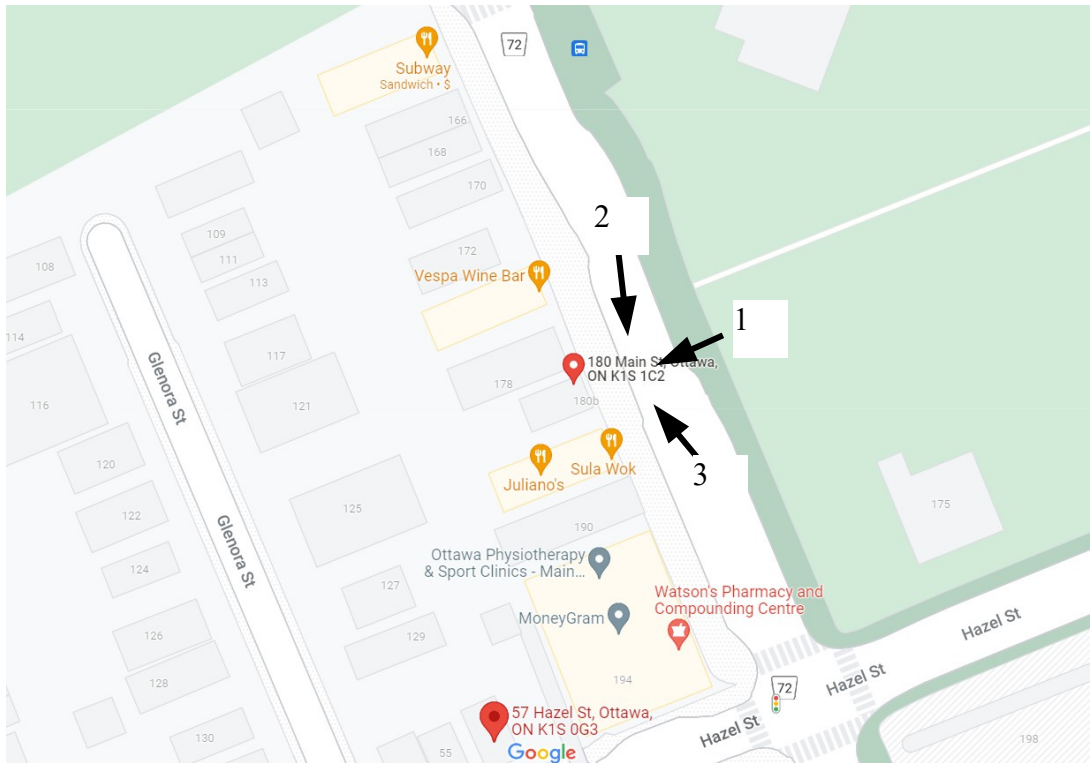 72
Subway
Sandwich • $
166
168
170
2
109
111
172
108
113
Vespa Wine Bar
1
114
117
180 Main St, Ottawa,
ON K1S 1C2
178
Glenora St
116
121
180b
3
120
Sula Wok
Juliano's
175
125
122
190
Glenora St
Ottawa Physiotherapy
& Sport Clinics - Main...
124
127
Watson's Pharmacy and
Compounding Centre
MoneyGram
126
129
Hazel St
194
128
72
Hazel St
57 Hazel St, Ottawa,
ON K1S 0G3
Hazel St
130
55
198
Google